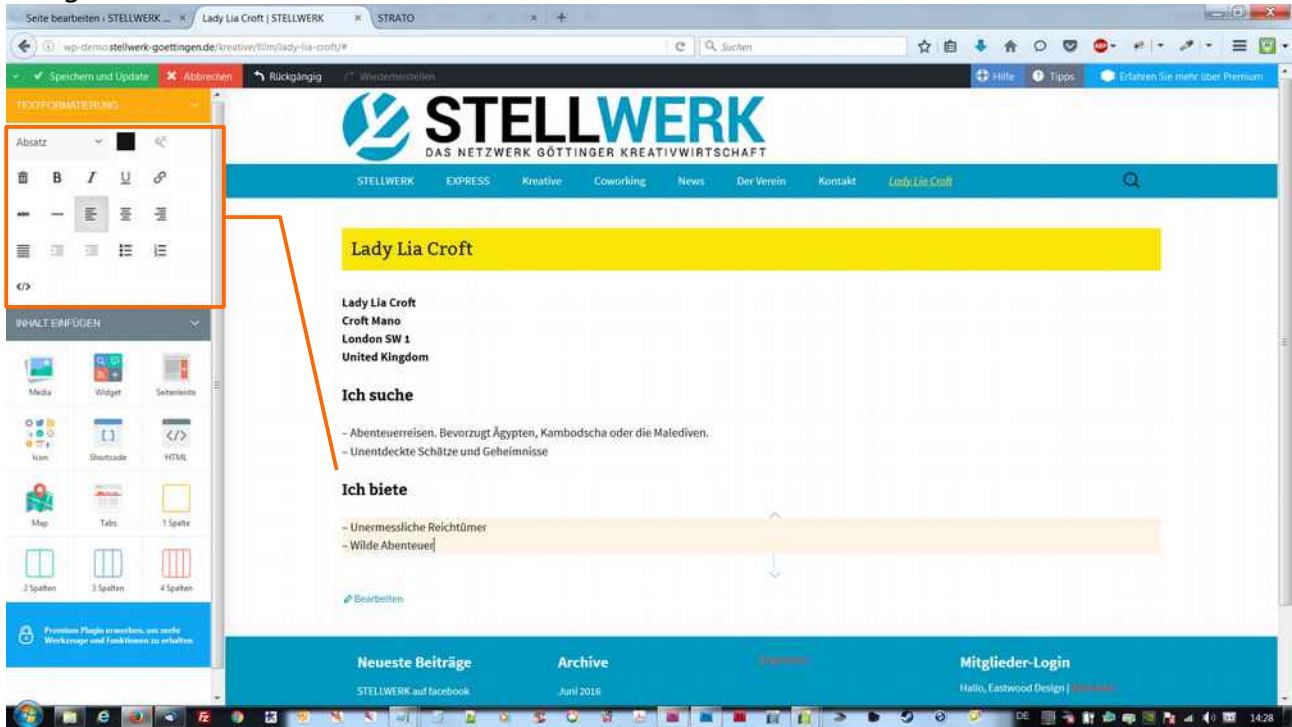 Seite bearbeiten ‹ STELLWERK ...
Lady Lia Croft | STELLWERK
STRATO
wp-demo.stellwerk-goettingen.de/kreative/film/lady-lia-croft/#
Suchen
Speichern und Update
Abbrechen
Rückgängig
Wiederherstellen
Hilfe
Tipps
Erfahren Sie mehr über Premium
TEXTFORMATIERUNG
Absatz
B I U
ABC
</>
STELLWERK
DAS NETZWERK GÖTTINGER KREATIVWIRTSCHAFT
STELLWERK EXPRESS Kreative Coworking News Der Verein Kontakt Lady Lia Croft
Lady Lia Croft
Lady Lia Croft
Croft Mano
London SW 1
United Kingdom
Ich suche
– Abenteuerreisen. Bevorzugt Ägypten, Kambodscha oder die Malediven.
– Unentdeckte Schätze und Geheimnisse
Ich biete
– Unermessliche Reichtümer
– Wilde Abenteuer
Bearbeiten
INHALT EINFÜGEN
Media Widget Seitenleiste
Icon Shortcode HTML
Map Tabs 1 Spalte
2 Spalten 3 Spalten 4 Spalten
Premium Plugin erwerben, um mehr
Werkzeuge und Funktionen zu erhalten
Neueste Beiträge
STELLWERK auf facebook
Archive
Juni 2016
Impressum
Mitglieder-Login
Hallo, Eastwood Design |
DE
14:28